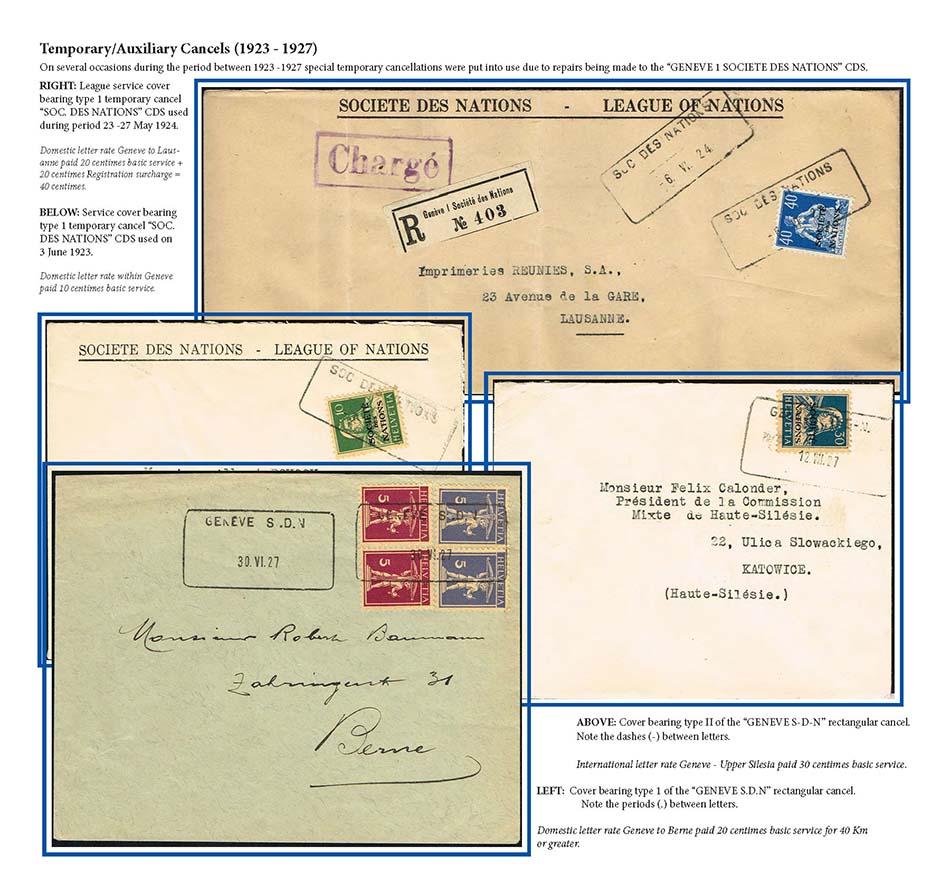 Temporary/Auxiliary Cancels (1923 - 1927)
On several occasions during the period between 1923 -1927 special temporary cancellations were put into use due to repairs being made to the “GENEVE 1 SOCIETE DES NATIONS” CDS.
RIGHT: League service cover
bearing type 1 temporary cancel
“SOC. DES NATIONS” CDS used
during period 23 -27 May 1924.
Domestic letter rate Geneve to Laus-
anne paid 20 centimes basic service +
20 centimes Registration surcharge =
40 centimes.
BELOW: Service cover bearing
type 1 temporary cancel “SOC.
DES NATIONS” CDS used on
3 June 1923.
Domestic letter rate within Geneve
paid 10 centimes basic service.
SOCIETE DES NATIONS - LEAGUE OF NATIONS
Chargé
R Genève 1 Société des Nations
№ 403
SOC DES NATIONS
-6. VI. 24
SOC DES NATIONS
40 40
SOCIÉTÉ DES NATIONS
Imprimeries REUNIES, S.A.,
23 Avenue de la GARE,
LAUSANNE.
SOCIETE DES NATIONS - LEAGUE OF NATIONS
SOC DES NATIONS
10
SOCIÉTÉ DES NATIONS
HELVETIA
30
HELVETIA
12.VII.27
Monsieur Felix Calonder,
Président de la Commission
Mixte de Haute-Silésie.
22, Ulica Slowackiego,
KATOWICE.
(Haute-Silésie.)
GENÈVE S.D.N
30.VI.27
GENÈVE S.D.N
30.VI.27
5 HELVETIA 5 HELVETIA
5 HELVETIA 5 HELVETIA
Monsieur Robert Baumann
Zahringerst 31
Berne
ABOVE: Cover bearing type II of the “GENEVE S-D-N” rectangular cancel.
Note the dashes (-) between letters.
International letter rate Geneve - Upper Silesia paid 30 centimes basic service.
LEFT: Cover bearing type 1 of the “GENEVE S.D.N” rectangular cancel.
Note the periods (.) between letters.
Domestic letter rate Geneve to Berne paid 20 centimes basic service for 40 Km
or greater.